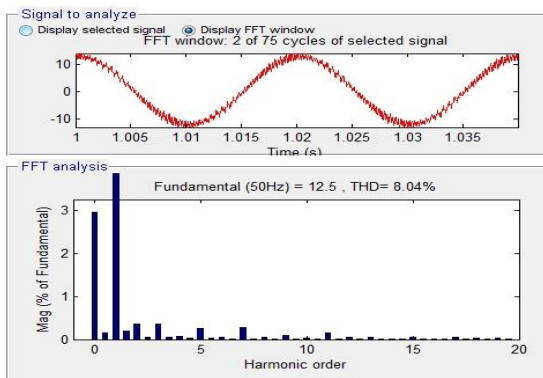 Signal to analyze
Display selected signal Display FFT window
FFT window: 2 of 75 cycles of selected signal
10
0
-10
1 1.005 1.01 1.015 1.02 1.025 1.03 1.035
Time (s)
FFT analysis
Fundamental (50Hz) = 12.5 , THD= 8.04%
Mag (% of Fundamental)
3
2
1
0
0 5 10 15 20
Harmonic order